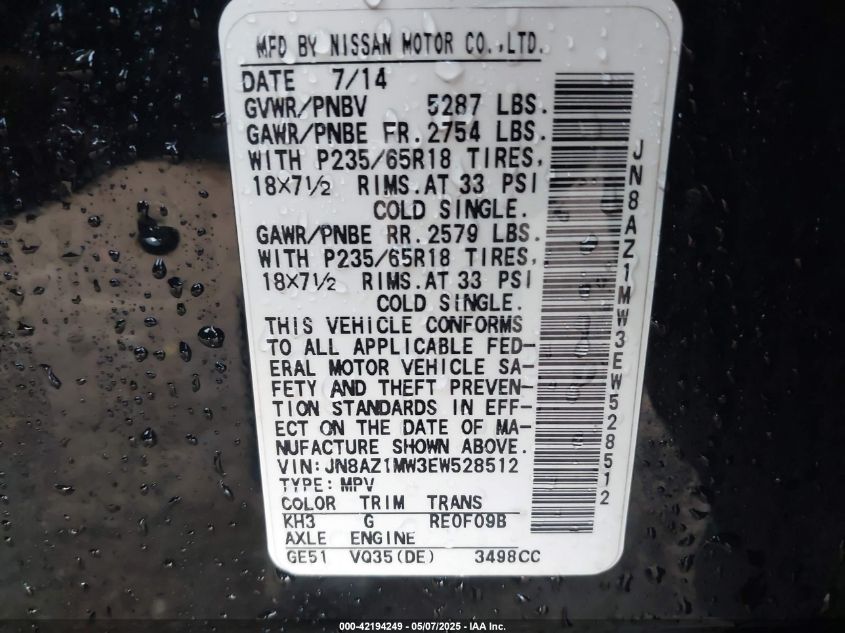 MFD BY NISSAN MOTOR CO.,LTD.
DATE 7/14
GVWR/PNBV 5287 LBS.
GAWR/PNBE FR. 2754 LBS.
WITH P235/65R18 TIRES,
18×7½ RIMS. AT 33 PSI
COLD SINGLE.
GAWR/PNBE RR. 2579 LBS.
WITH P235/65R18 TIRES,
18×7½ RIMS. AT 33 PSI
COLD SINGLE.
THIS VEHICLE CONFORMS
TO ALL APPLICABLE FED-
ERAL MOTOR VEHICLE SA-
FETY AND THEFT PREVEN-
TION STANDARDS IN EFF-
ECT ON THE DATE OF MA-
NUFACTURE SHOWN ABOVE.
VIN:JN8AZ1MW3EW528512
TYPE: MPV
COLOR TRIM TRANS
KH3 G RE0F09B
AXLE ENGINE
GE51 VQ35(DE) 3498CC
JN8AZ1MW3EW528512
000-42194249 - 05/07/2025 - IAA Inc.